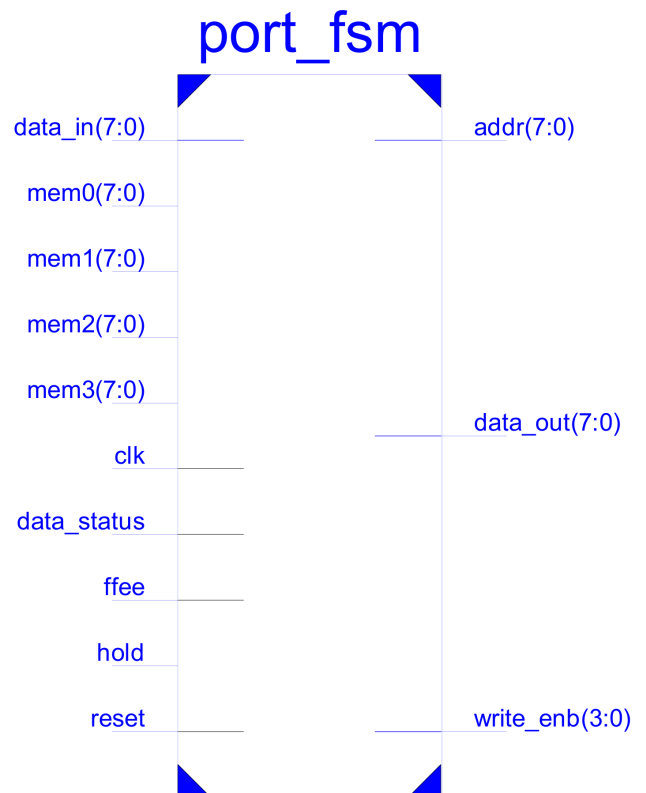 port_fsm
data_in(7:0)
addr(7:0)
mem0(7:0)
mem1(7:0)
mem2(7:0)
mem3(7:0)
data_out(7:0)
clk
data_status
ffee
hold
reset
write_enb(3:0)